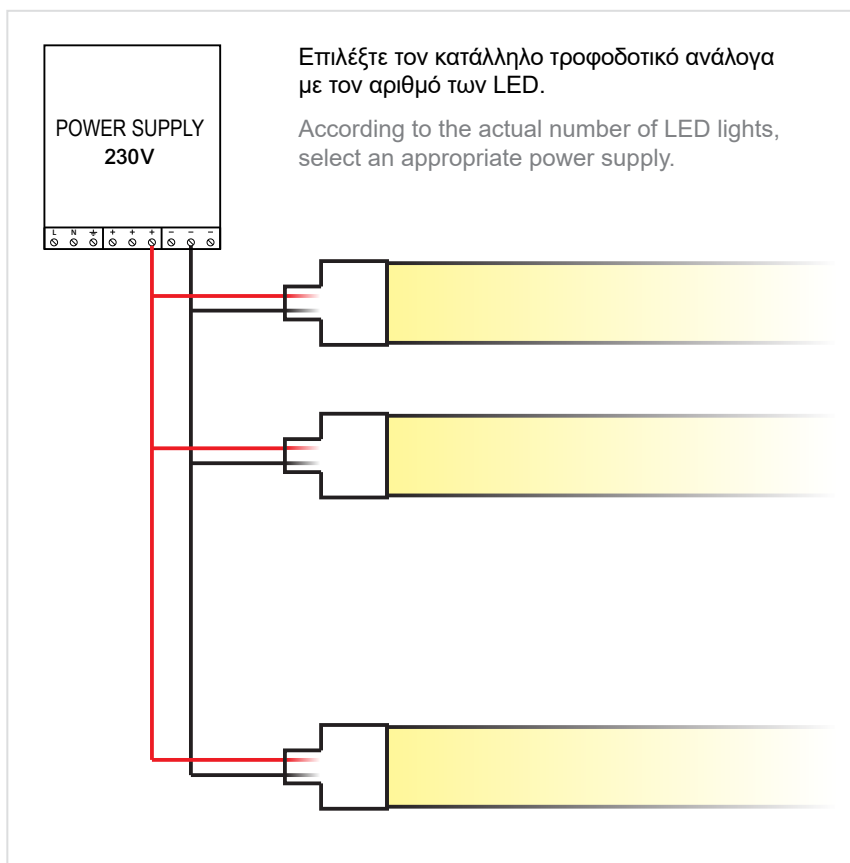 Επιλέξτε τον κατάλληλο τροφοδοτικό ανάλογα
με τον αριθμό των LED.
According to the actual number of LED lights,
select an appropriate power supply.
POWER SUPPLY
230V
L N ⏚ + + + − − −